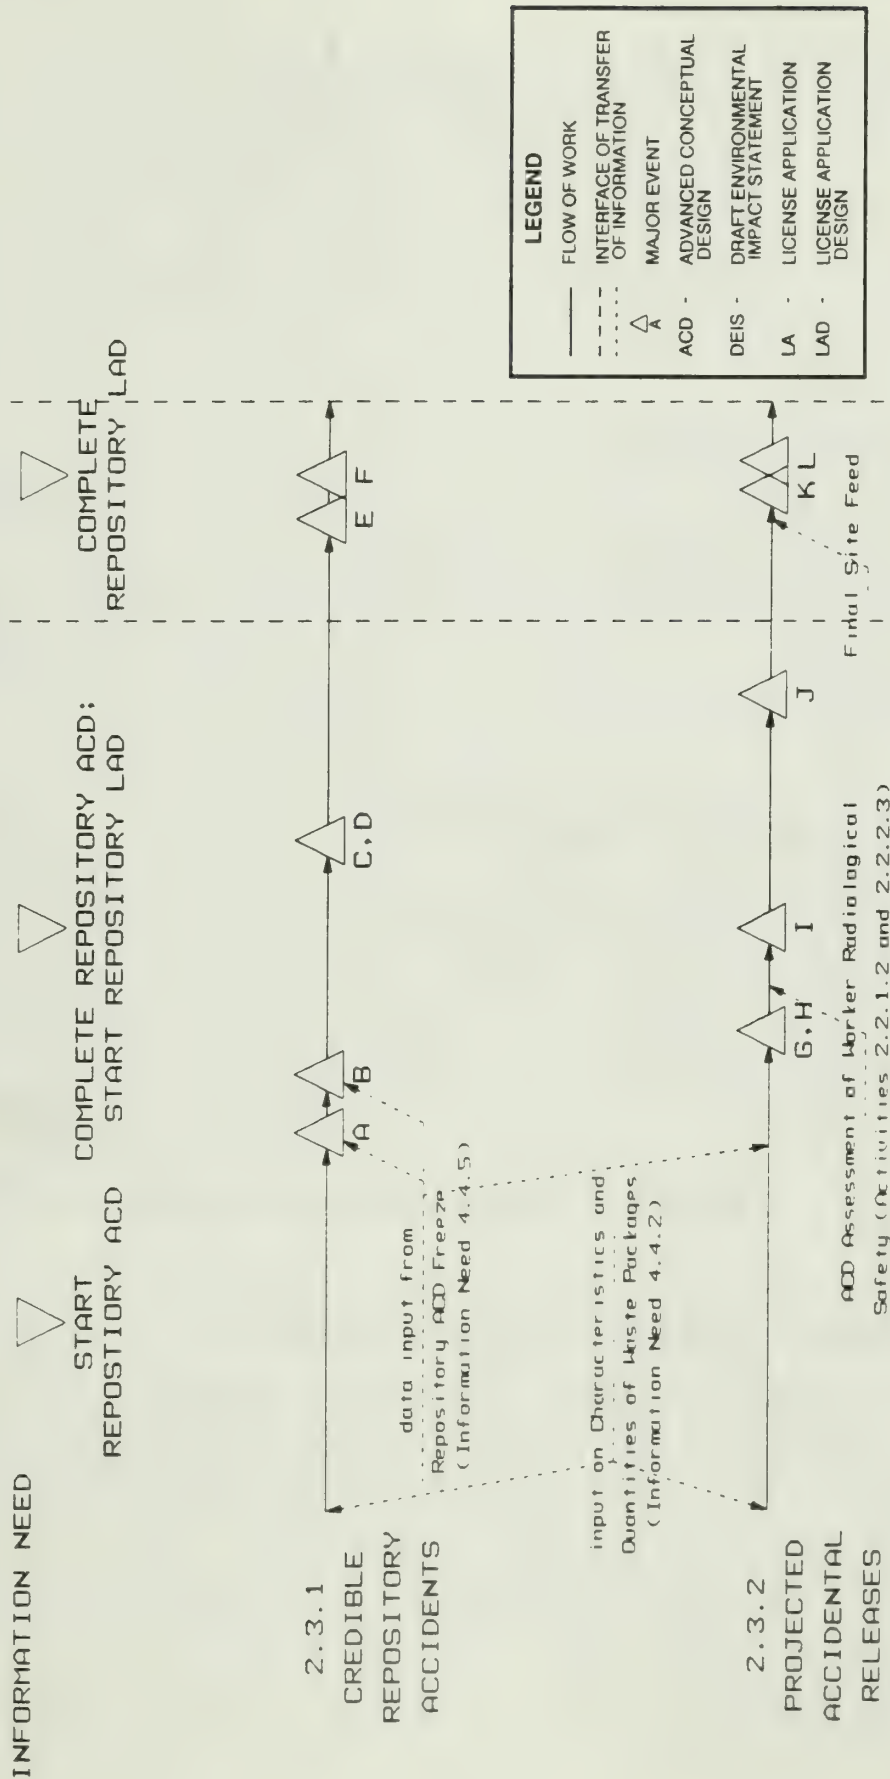 INFORMATION NEED
START
REPOSTIORY ACD
COMPLETE REPOSITORY ACD;
START REPOSITORY LAD
COMPLETE
REPOSITORY LAD
2.3.1
CREDIBLE
REPOSITORY
ACCIDENTS
A
B
C,D
E
F
data input from
Repository ACD Freeze
(Information Need 4.4.5)
input on Characteristics and
Quantities of Waste Packages
(Information Need 4.4.2)
2.3.2
PROJECTED
ACCIDENTAL
RELEASES
G,H
I
J
K L
ACD Assessment of Worker Radiological
Safety (Activities 2.2.1.2 and 2.2.2.3)
Final Site Feed
LEGEND
FLOW OF WORK
INTERFACE OF TRANSFER
OF INFORMATION
A MAJOR EVENT
ACD - ADVANCED CONCEPTUAL
DESIGN
DEIS - DRAFT ENVIRONMENTAL
IMPACT STATEMENT
LA - LICENSE APPLICATION
LAD - LICENSE APPLICATION
DESIGN